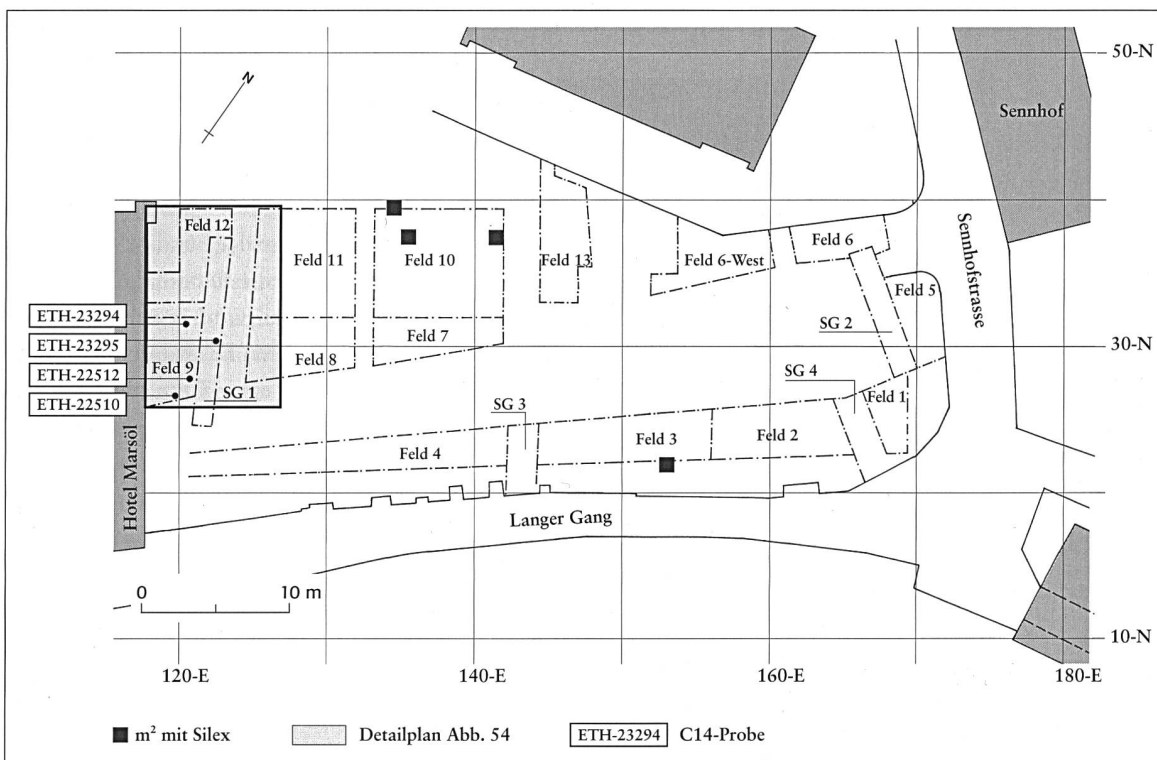 50-N
N
Sennhof
Feld 12
Feld 11
Feld 10
Feld 13
Feld 6-West
Feld 6
Feld 5
Sennhofstrasse
ETH-23294
ETH-23295
ETH-22512
ETH-22510
Feld 9
SG 1
Feld 8
Feld 7
SG 2
30-N
SG 4
Feld 1
SG 3
Feld 4
Feld 3
Feld 2
Hotel Marsöl
Langer Gang
0 10 m
10-N
120-E 140-E 160-E 180-E
m² mit Silex Detailplan Abb. 54 ETH-23294 C14-Probe